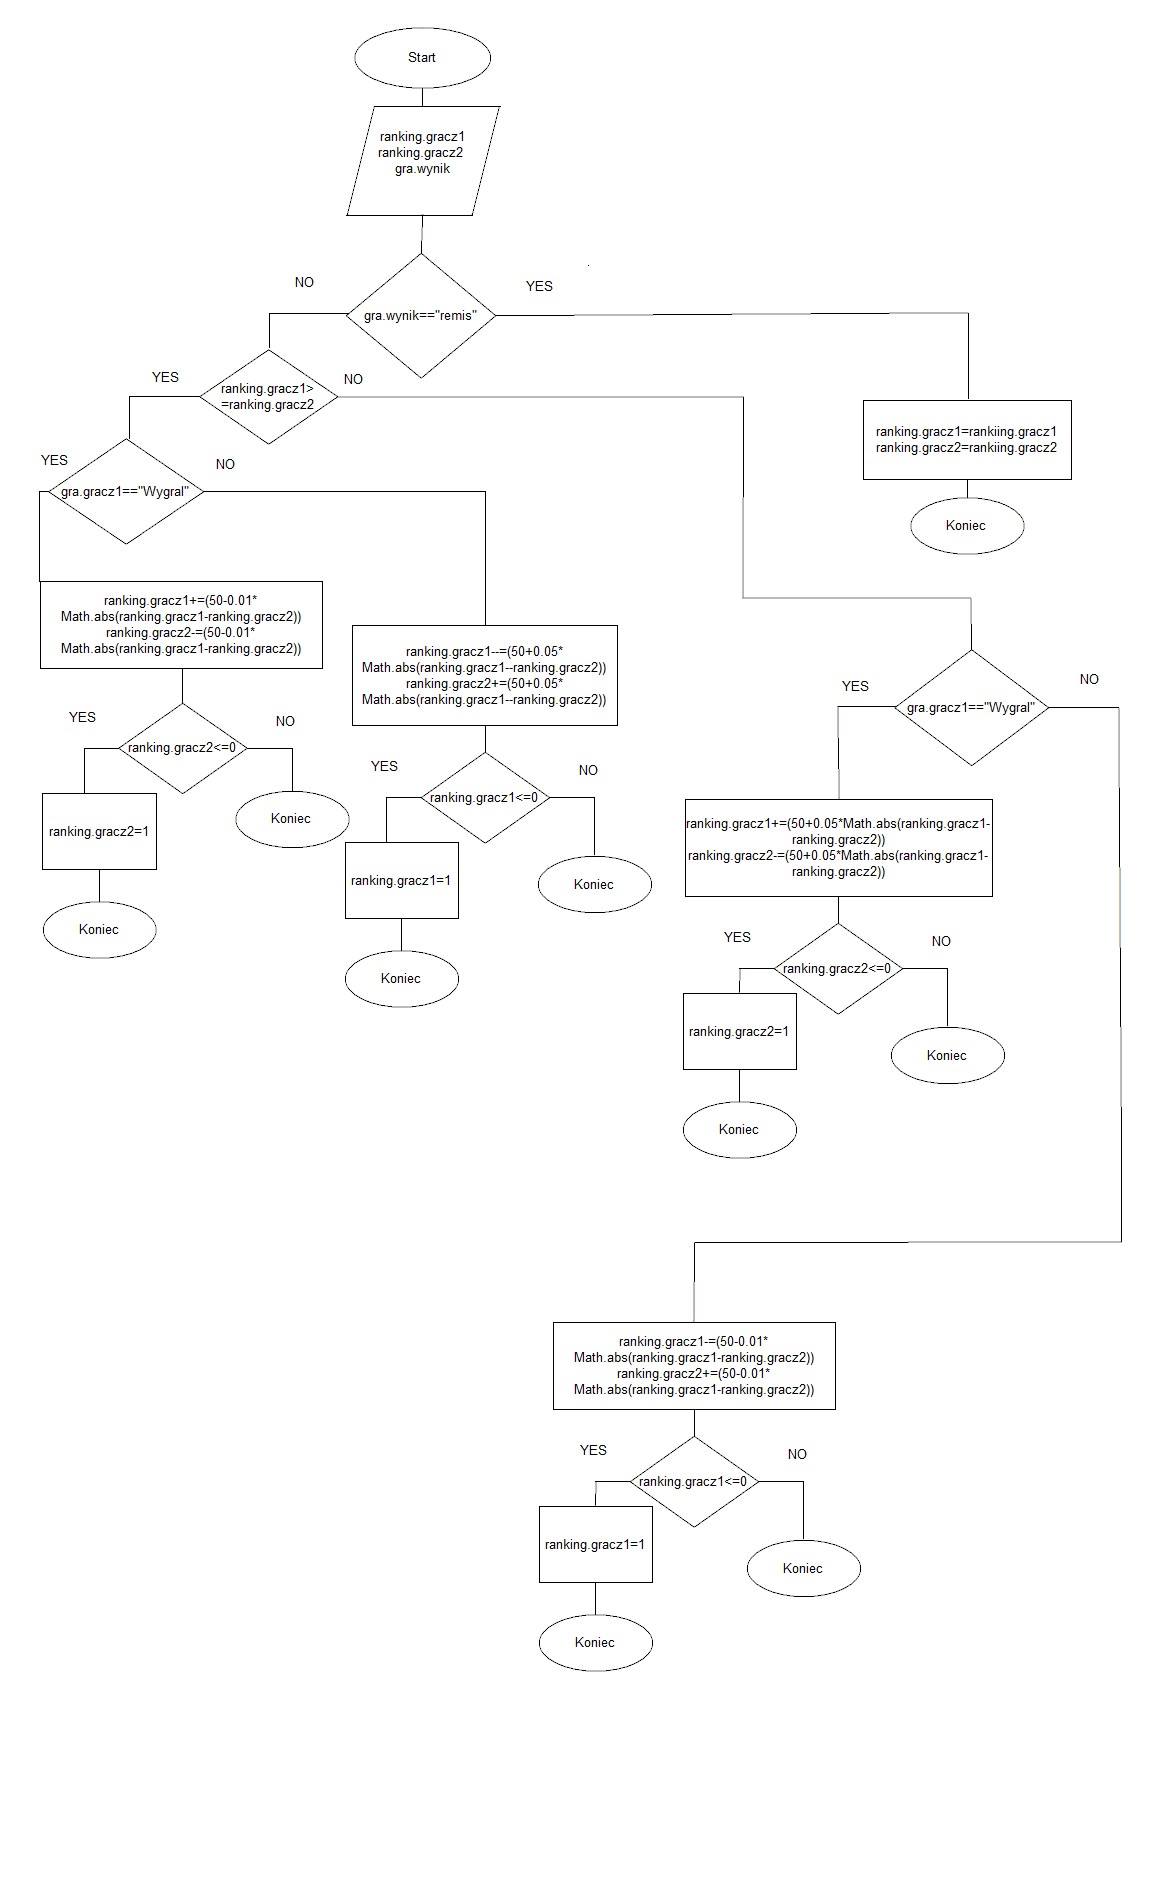 Start
ranking.gracz1
ranking.gracz2
gra.wynik
NO
YES
gra.wynik=="remis"
YES
ranking.gracz1>
=ranking.gracz2
NO
ranking.gracz1=rankiing.gracz1
ranking.gracz2=rankiing.gracz2
Koniec
YES
NO
gra.gracz1=="Wygral"
ranking.gracz1+=(50-0.01*
Math.abs(ranking.gracz1-ranking.gracz2))
ranking.gracz2-=(50-0.01*
Math.abs(ranking.gracz1-ranking.gracz2))
YES
NO
ranking.gracz2<=0
ranking.gracz2=1
Koniec
Koniec
ranking.gracz1--=(50+0.05*
Math.abs(ranking.gracz1--ranking.gracz2))
ranking.gracz2+=(50+0.05*
Math.abs(ranking.gracz1--ranking.gracz2))
YES
NO
ranking.gracz1<=0
ranking.gracz1=1
Koniec
Koniec
YES
NO
gra.gracz1=="Wygral"
ranking.gracz1+=(50+0.05*Math.abs(ranking.gracz1-
ranking.gracz2))
ranking.gracz2-=(50+0.05*Math.abs(ranking.gracz1-
ranking.gracz2))
YES
NO
ranking.gracz2<=0
ranking.gracz2=1
Koniec
Koniec
ranking.gracz1-=(50-0.01*
Math.abs(ranking.gracz1-ranking.gracz2))
ranking.gracz2+=(50-0.01*
Math.abs(ranking.gracz1-ranking.gracz2))
YES
NO
ranking.gracz1<=0
ranking.gracz1=1
Koniec
Koniec